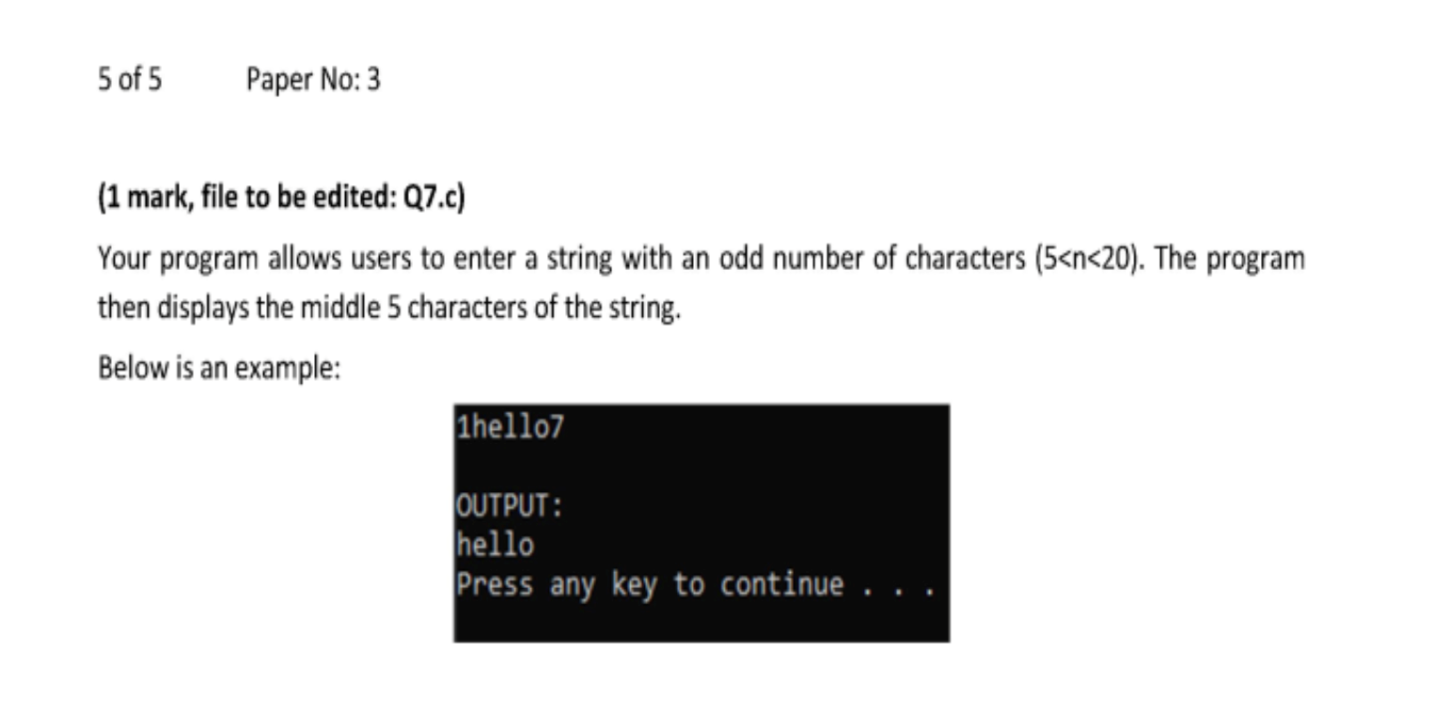 5 of 5 Paper No: 3
(1 mark, file to be edited: Q7.c)
Your program allows users to enter a string with an odd number of characters (5<n<20). The program
then displays the middle 5 characters of the string.
Below is an example:
1hello7
OUTPUT:
hello
Press any key to continue . . .